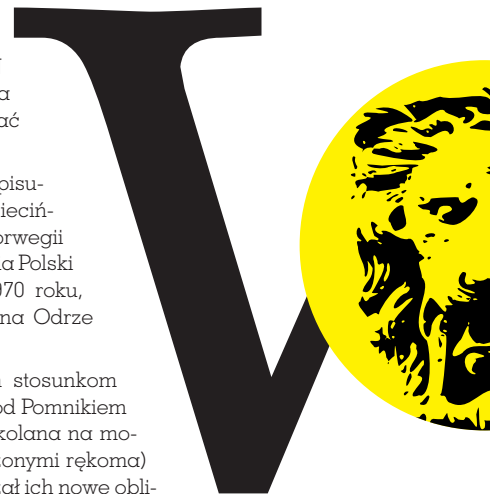 a
ać
pisu-
ieciń-
orwegii
a Polski
970 roku,
na Odrze
stosunkom
od Pomnikiem
kolana na mo-
onymi rękoma)
ał ich nowe obli-
V